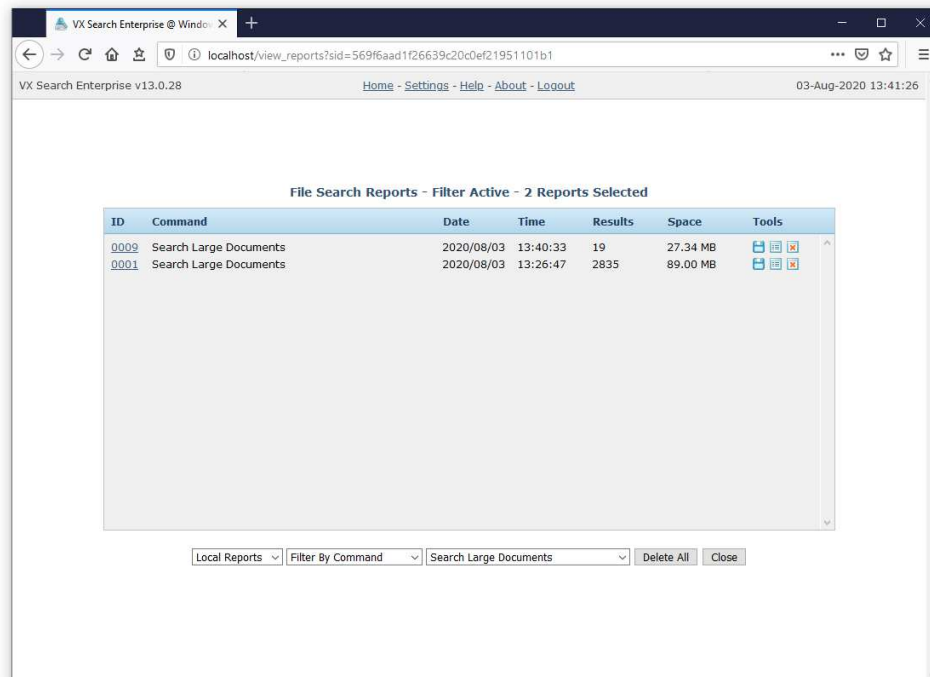 VX Search Enterprise @ Window
localhost/view_reports?sid=569f6aad1f26639c20c0ef21951101b1
VX Search Enterprise v13.0.28 Home - Settings - Help - About - Logout 03-Aug-2020 13:41:26
File Search Reports - Filter Active - 2 Reports Selected
ID Command Date Time Results Space Tools
0009 Search Large Documents 2020/08/03 13:40:33 19 27.34 MB
0001 Search Large Documents 2020/08/03 13:26:47 2835 89.00 MB
Local Reports Filter By Command Search Large Documents Delete All Close